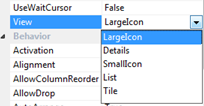 UseWaitCursor False
View LargeIcon
Behavior LargeIcon
Activation Details
Alignment SmallIcon
AllowColumnReorder List
AllowDrop Tile